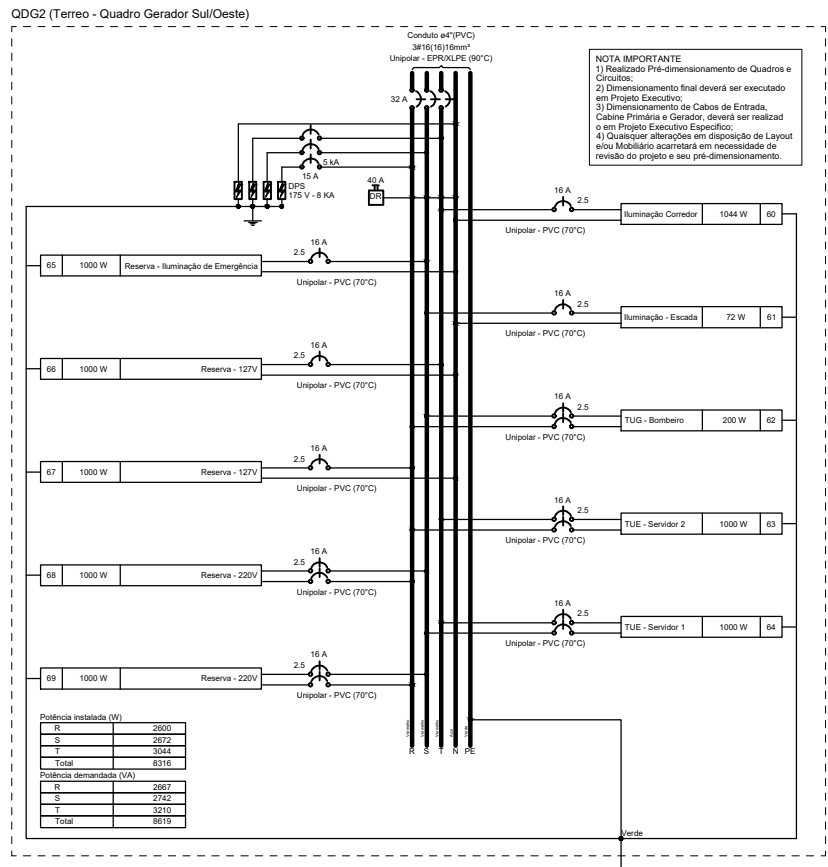 QDG2 (Terreo - Quadro Gerador Sul/Oeste)
Conduto ø4"(PVC)
3#16(16)16mm²
Unipolar - EPR/XLPE (90°C)
32 A
NOTA IMPORTANTE
1) Realizado Pré-dimensionamento de Quadros e
Circuitos;
2) Dimensionamento final deverá ser executado
em Projeto Executivo;
3) Dimensionamento de Cabos de Entrada,
Cabine Primária e Gerador, deverá ser realizad
o em Projeto Executivo Especifico;
4) Quaisquer alterações em disposição de Layout
e/ou Mobiliário acarretará em necessidade de
revisão do projeto e seu pré-dimensionamento.
5 kA
15 A
DPS
175 V - 8 KA
40 A
DR
16 A
2.5
Unipolar - PVC (70°C)
Iluminação Corredor 1044 W 60
65 1000 W Reserva - Iluminação de Emergência
16 A
2.5
Unipolar - PVC (70°C)
16 A
2.5
Unipolar - PVC (70°C)
Iluminação - Escada 72 W 61
66 1000 W Reserva - 127V
16 A
2.5
Unipolar - PVC (70°C)
16 A
2.5
Unipolar - PVC (70°C)
TUG - Bombeiro 200 W 62
67 1000 W Reserva - 127V
16 A
2.5
Unipolar - PVC (70°C)
16 A
2.5
Unipolar - PVC (70°C)
TUE - Servidor 2 1000 W 63
68 1000 W Reserva - 220V
16 A
2.5
Unipolar - PVC (70°C)
16 A
2.5
Unipolar - PVC (70°C)
TUE - Servidor 1 1000 W 64
69 1000 W Reserva - 220V
16 A
2.5
Unipolar - PVC (70°C)
Potência instalada (W)
R 2600
S 2672
T 3044
Total 8316
Potência demandada (VA)
R 2667
S 2742
T 3210
Total 8619
R S T N PE
Verde